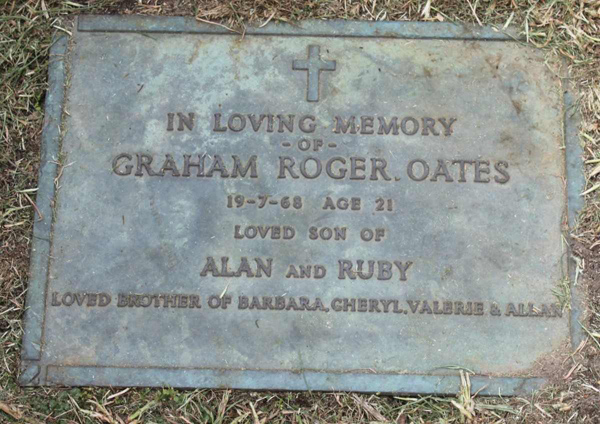 IN LOVING MEMORY
-OF-
GRAHAM ROGER. OATES
19-7-68 AGE 21
LOVED SON OF
ALAN AND RUBY
LOVED BROTHER OF BARBARA, CHERYL, VALERIE & ALLAN